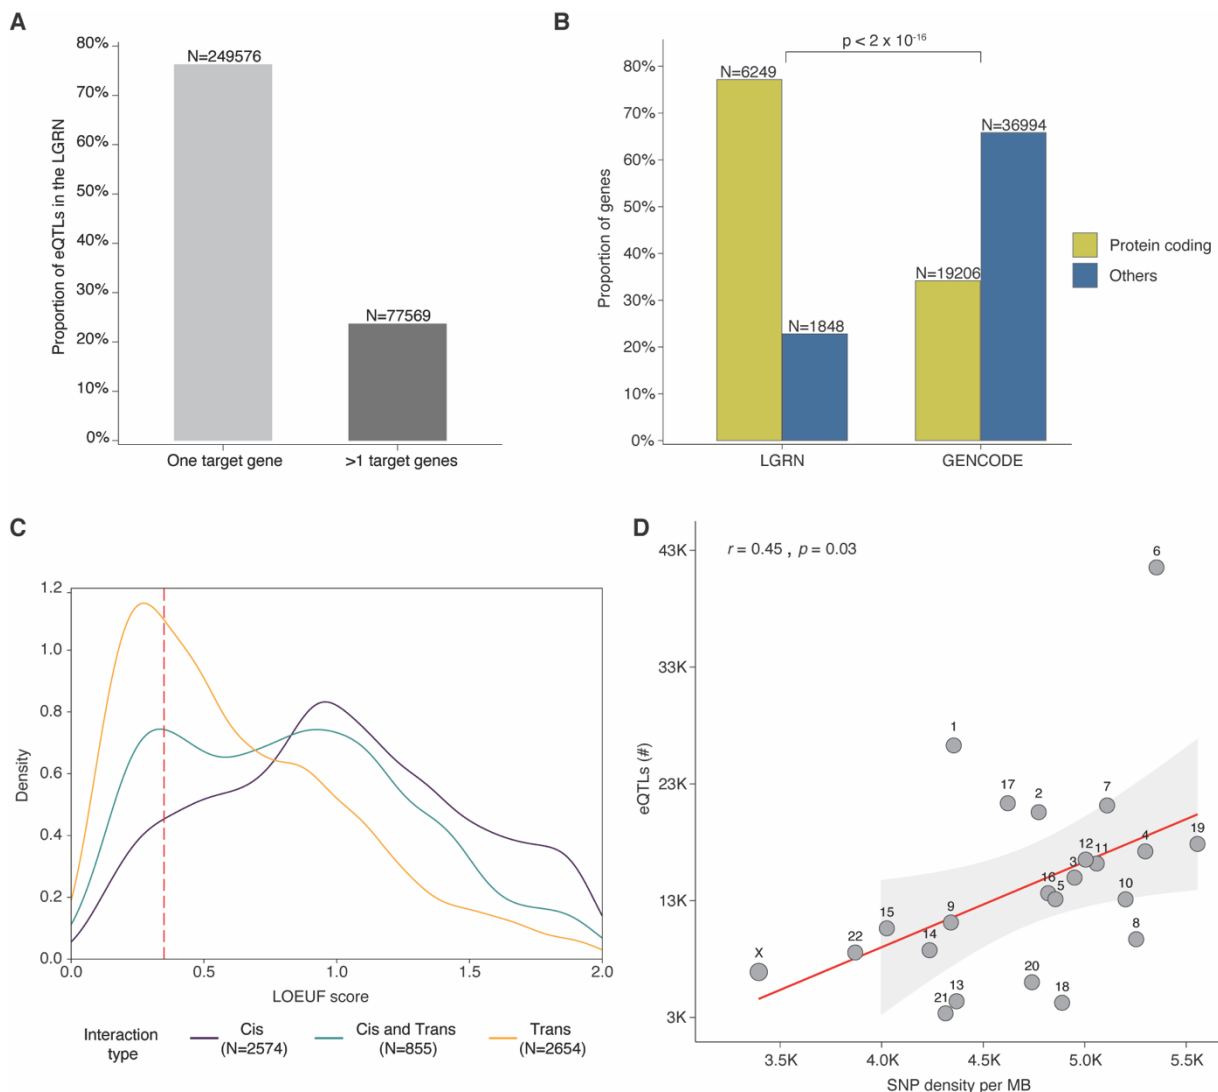 A
80%
70%
60%
50%
40%
30%
20%
10%
0%
Proportion of eQTLs in the LGRN
N=249576
N=77569
One target gene
>1 target genes
B
p < 2 x 10-16
80%
70%
60%
50%
40%
30%
20%
10%
0%
Proportion of genes
N=6249
N=1848
N=19206
N=36994
LGRN
GENCODE
Protein coding
Others
C
1.2
1.0
0.8
0.6
0.4
0.2
0.0
Density
0.0
0.5
1.0
1.5
2.0
LOEUF score
Interaction
type
Cis
(N=2574)
Cis and Trans
(N=855)
Trans
(N=2654)
D
r = 0.45 , p = 0.03
43K
33K
23K
13K
3K
eQTLs (#)
6
1
17
2
7
19
4
12
11
3
16
5
10
8
9
15
14
22
X
20
13
21
18
3.5K
4.0K
4.5K
5.0K
5.5K
SNP density per MB